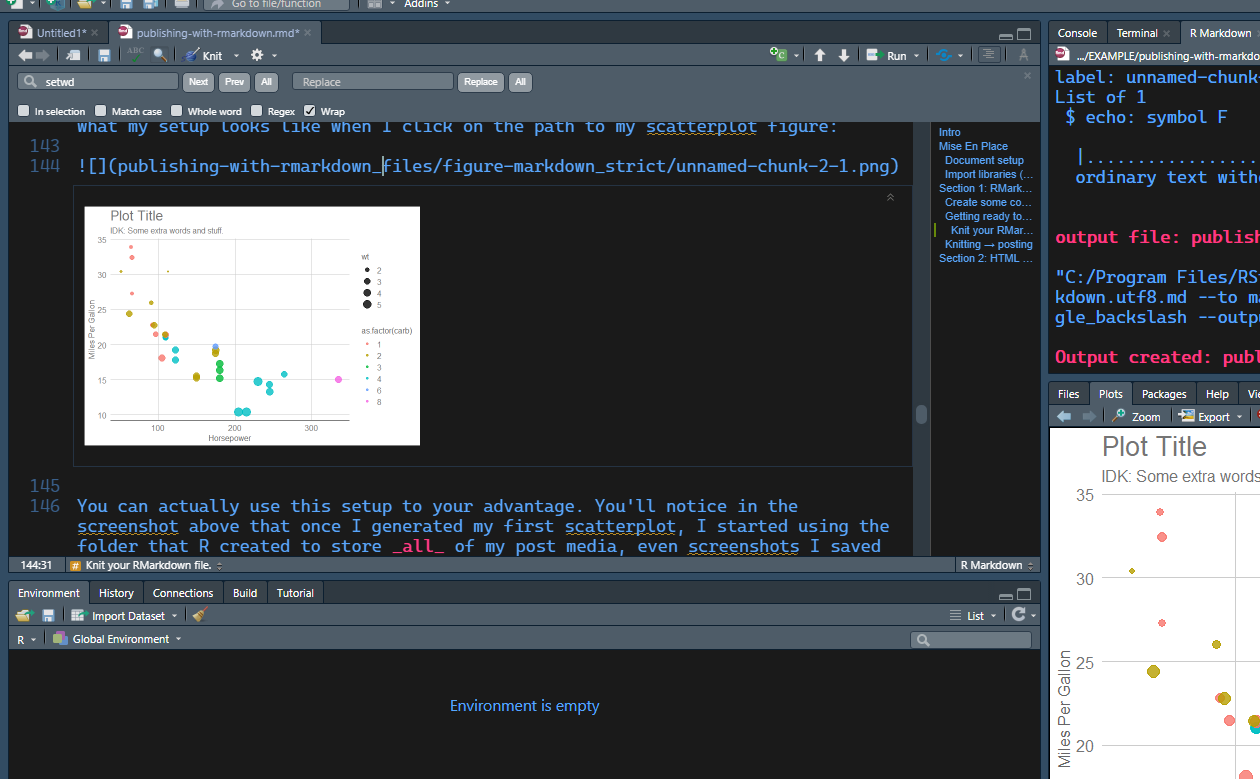 Go to file/function
Addins
Untitled1*
publishing-with-rmarkdown.rmd*
ABC
Knit
Run
setwd
Next
Prev
All
Replace
Replace
All
In selection
Match case
Whole word
Regex
Wrap
what my setup looks like when I click on the path to my scatterplot figure:
143
144 ![](publishing-with-rmarkdown_files/figure-markdown_strict/unnamed-chunk-2-1.png)
Plot Title
IDK: Some extra words and stuff.
35
30
25
20
15
10
Miles Per Gallon
100 200 300
Horsepower
wt
2
3
4
5
as.factor(carb)
1
2
3
4
6
8
145
146 You can actually use this setup to your advantage. You'll notice in the
screenshot above that once I generated my first scatterplot, I started using the
folder that R created to store _all_ of my post media, even screenshots I saved
Intro
Mise En Place
Document setup
Import libraries (...
Section 1: RMark...
Create some co...
Getting ready to...
Knit your RMar...
Knitting → posting
Section 2: HTML ...
144:31
# Knit your RMarkdown file.
R Markdown
Environment History Connections Build Tutorial
Import Dataset
List
R
Global Environment
Environment is empty
Console Terminal R Markdown
.../EXAMPLE/publishing-with-rmarkdo
label: unnamed-chunk-
List of 1
$ echo: symbol F
|..................
ordinary text witho
output file: publish
"C:/Program Files/RSt
kdown.utf8.md --to ma
gle_backslash --outpu
Output created: publ
Files Plots Packages Help Vi
Zoom
Export
Plot Title
IDK: Some extra words
35
30
25
20
Miles Per Gallon